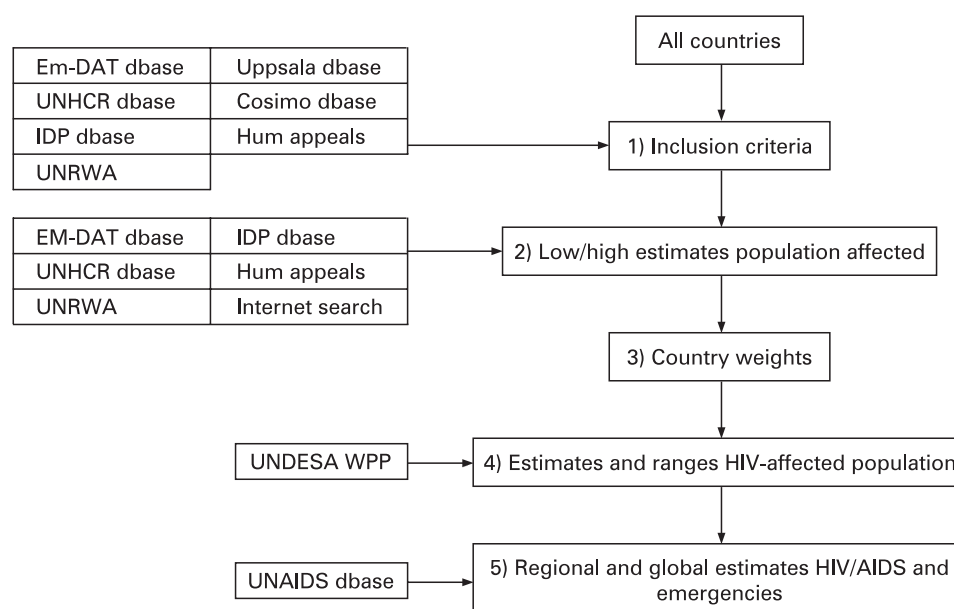 All countries
Em-DAT dbase Uppsala dbase
UNHCR dbase Cosimo dbase
IDP dbase Hum appeals
UNRWA
1) Inclusion criteria
EM-DAT dbase IDP dbase
UNHCR dbase Hum appeals
UNRWA Internet search
2) Low/high estimates population affected
3) Country weights
UNDESA WPP
4) Estimates and ranges HIV-affected population
UNAIDS dbase
5) Regional and global estimates HIV/AIDS and
emergencies